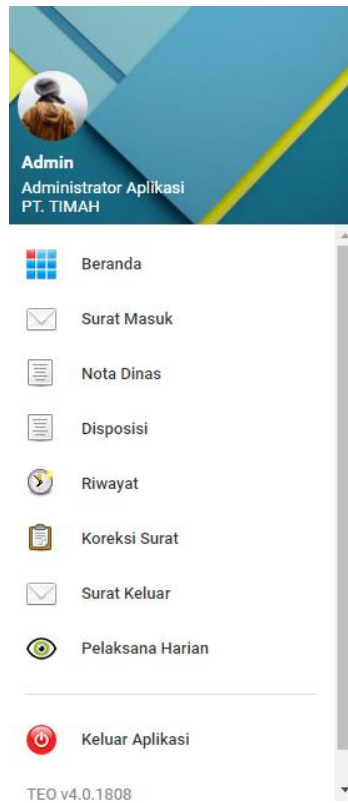 Admin
Administrator Aplikasi
PT. TIMAH
Beranda
Surat Masuk
Nota Dinas
Disposisi
Riwayat
Koreksi Surat
Surat Keluar
Pelaksana Harian
Keluar Aplikasi
TEO v4.0.1808